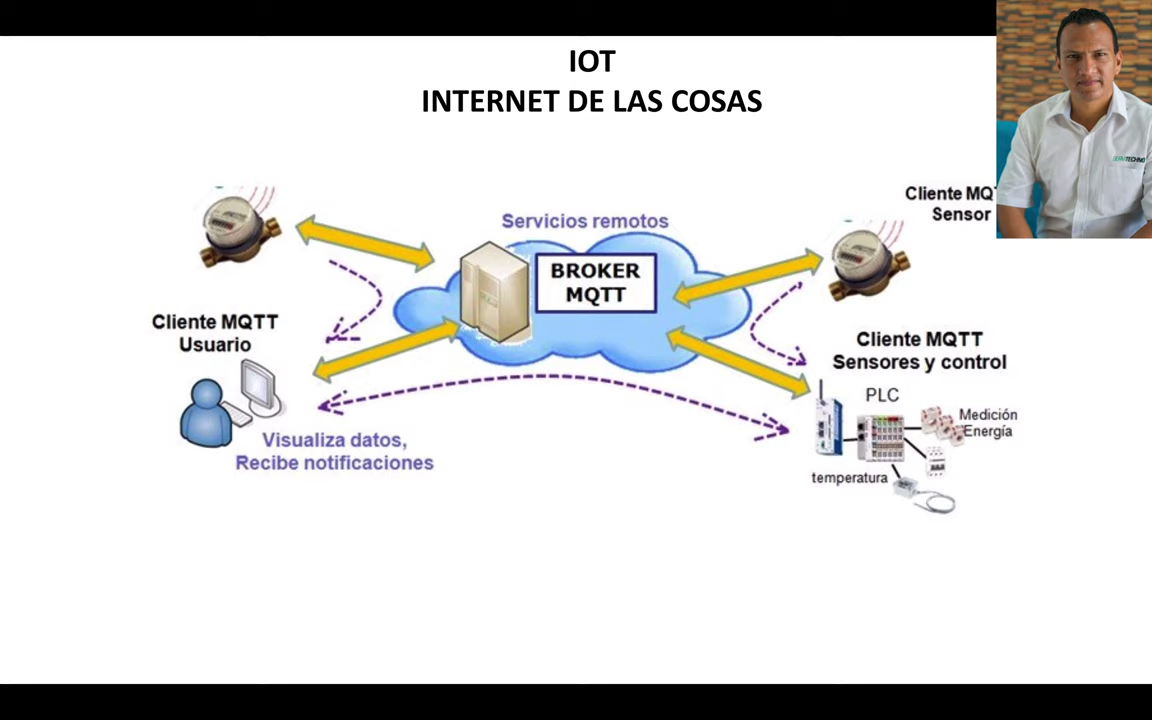 IOT
INTERNET DE LAS COSAS
Servicios remotos
BROKER
MQTT
Cliente
Sensor
Cliente MQTT
Usuario
Visualiza datos,
Recibe notificaciones
Cliente MQTT
Sensores y control
PLC
Medición
Energía
temperatura